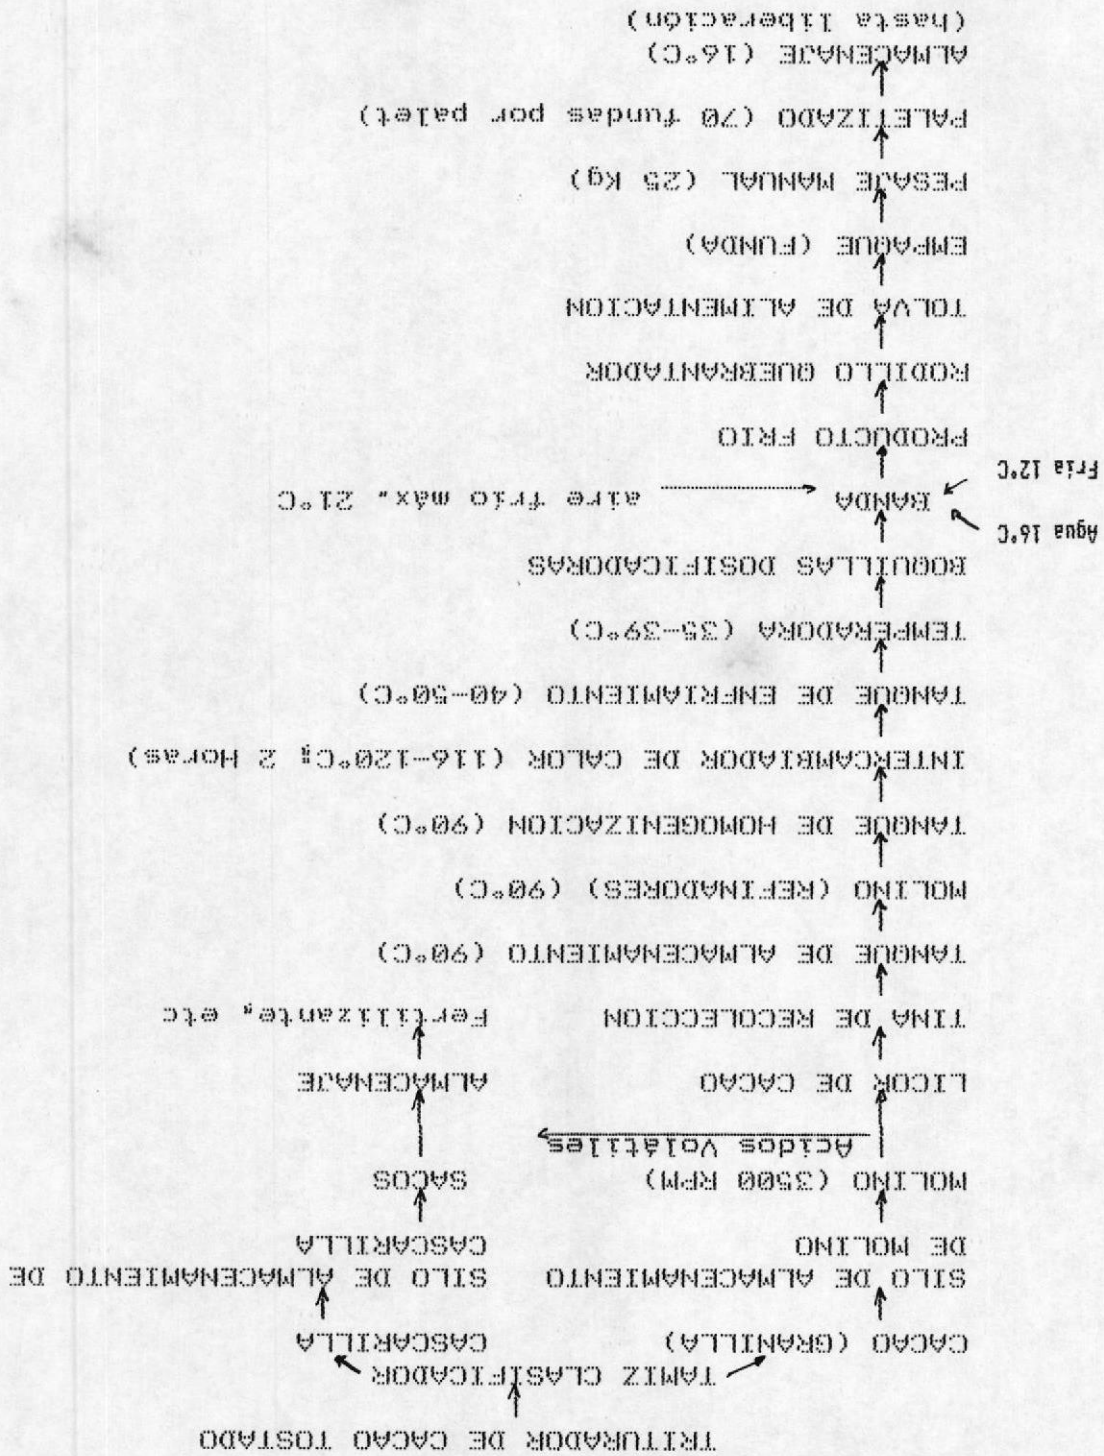 TRITURADOR DE CACAO TOSTADO
TAMIZ CLASIFICADOR
CACAO (GRANILLA) CASCARILLA
SILO DE ALMACENAMIENTO SILO DE ALMACENAMIENTO DE
DE MOLINO CASCARILLA
MOLINO (3500 RPM) SACOS
Acidos Volátiles
LICOR DE CACAO ALMACENAJE
TINA DE RECOLECCION Fertilizante, etc
TANQUE DE ALMACENAMIENTO (90°C)
MOLINO (REFINADORES) (90°C)
TANQUE DE HOMOGENIZACION (90°C)
INTERCAMBIADOR DE CALOR (116-120°C; 2 Horas)
TANQUE DE ENFRIAMIENTO (40-50°C)
TEMPERADORA (35-39°C)
BOQUILLAS DOSIFICADORAS
Agua 16°C
BANDA aire frío máx. 21°C
Fría 12°C
PRODUCTO FRIO
RODILLO QUEBRANTADOR
TOLVA DE ALIMENTACION
EMPAQUE (FUNDA)
PESAJE MANUAL (25 Kg)
PALETIZADO (70 fundas por palet)
ALMACENAJE (16°C)
(hasta liberación)